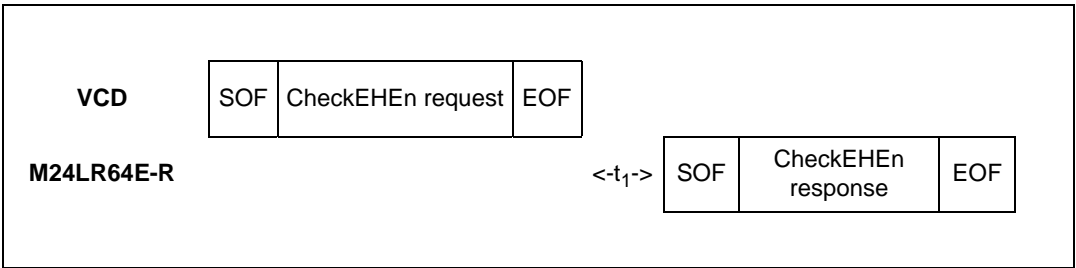 VCD SOF CheckEHEn request EOF
M24LR64E-R <-t1-> SOF CheckEHEn response EOF